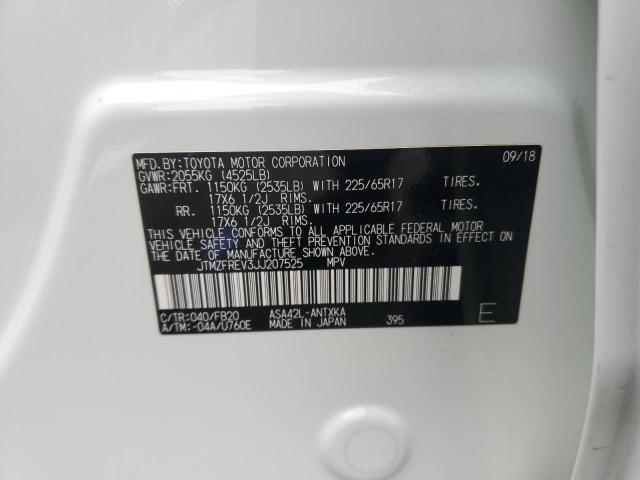 MFD.BY:TOYOTA MOTOR CORPORATION 09/18
GVWR:2055KG (4525LB)
GAWR:FRT. 1150KG (2535LB) WITH 225/65R17 TIRES.
17X6 1/2J RIMS.
RR. 1150KG (2535LB) WITH 225/65R17 TIRES.
17X6 1/2J RIMS.
THIS VEHICLE CONFORMS TO ALL APPLICABLE FEDERAL MOTOR
VEHICLE SAFETY AND THEFT PREVENTION STANDARDS IN EFFECT ON
THE DATE OF MANUFACTURE SHOWN ABOVE.
JTMZFREV3JJ207525 MPV
C/TR:040/FB20 ASA42L-ANTXKA
A/TM:-04A/U760E MADE IN JAPAN 395 E